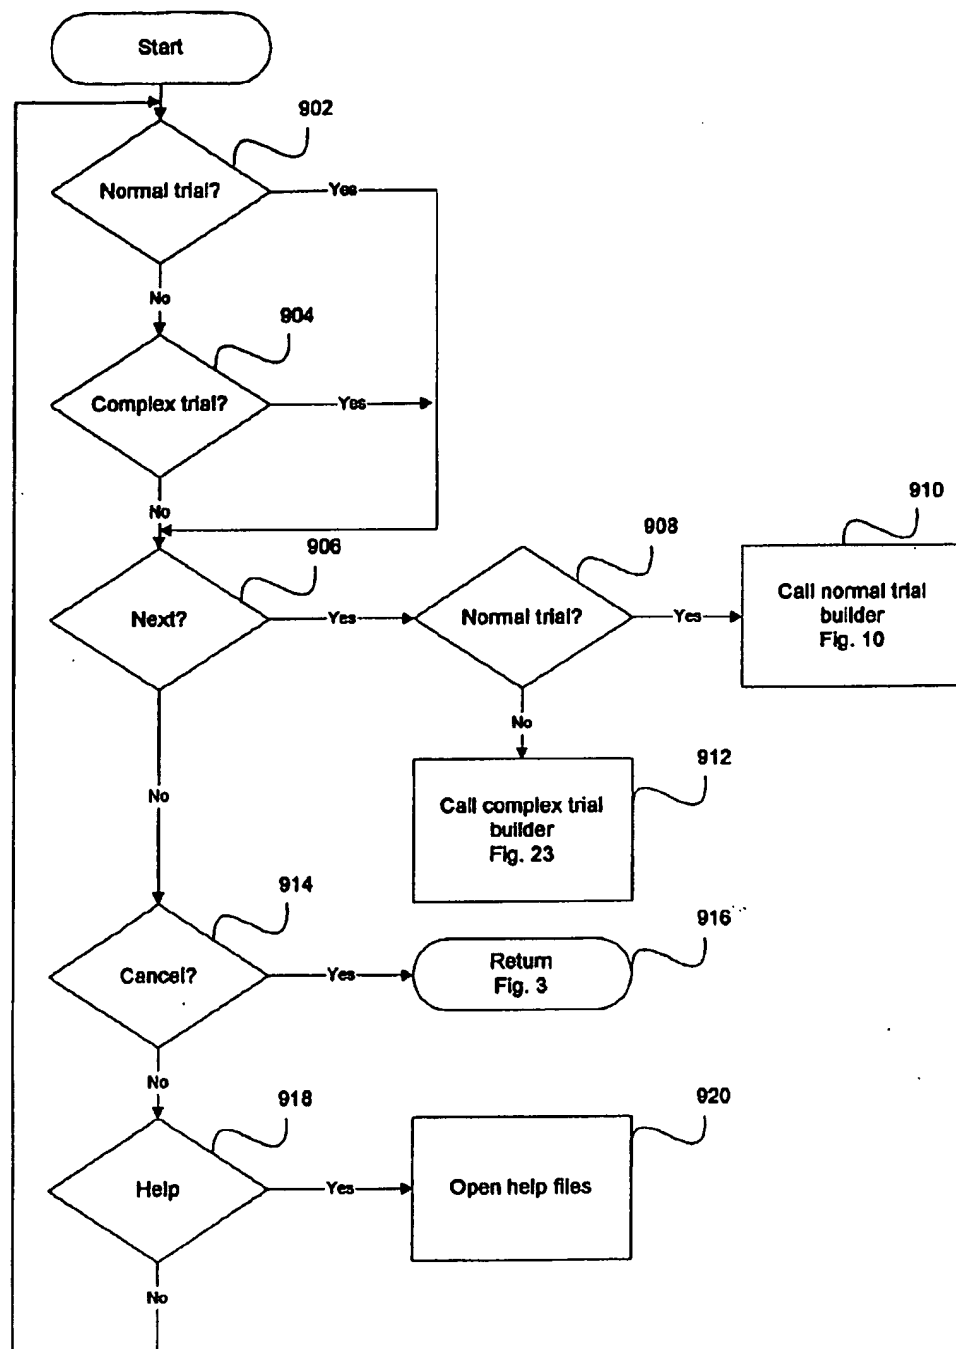 Start
902
Normal trial?
Yes
No
904
Complex trial?
Yes
No
906
Next?
Yes
908
Normal trial?
Yes
910
Call normal trial
builder
Fig. 10
No
912
Call complex trial
builder
Fig. 23
No
914
Cancel?
Yes
916
Return
Fig. 3
No
918
Help
Yes
920
Open help files
No